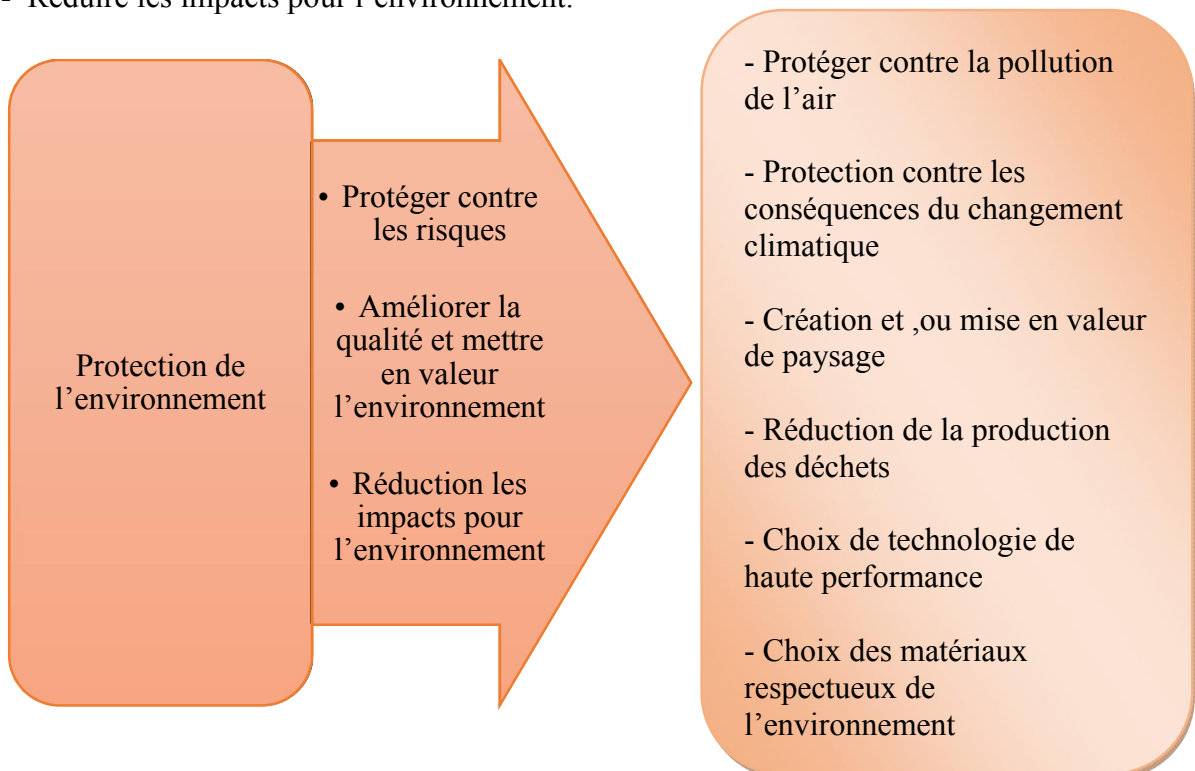 - Réduire les impacts pour l'environnement.
Protection de
l'environnement
• Protéger contre
les risques
• Améliorer la
qualité et mettre
en valeur
l'environnement
• Réduction les
impacts pour
l'environnement
- Protéger contre la pollution
de l'air
- Protection contre les
conséquences du changement
climatique
- Création et ,ou mise en valeur
de paysage
- Réduction de la production
des déchets
- Choix de technologie de
haute performance
- Choix des matériaux
respectueux de
l'environnement